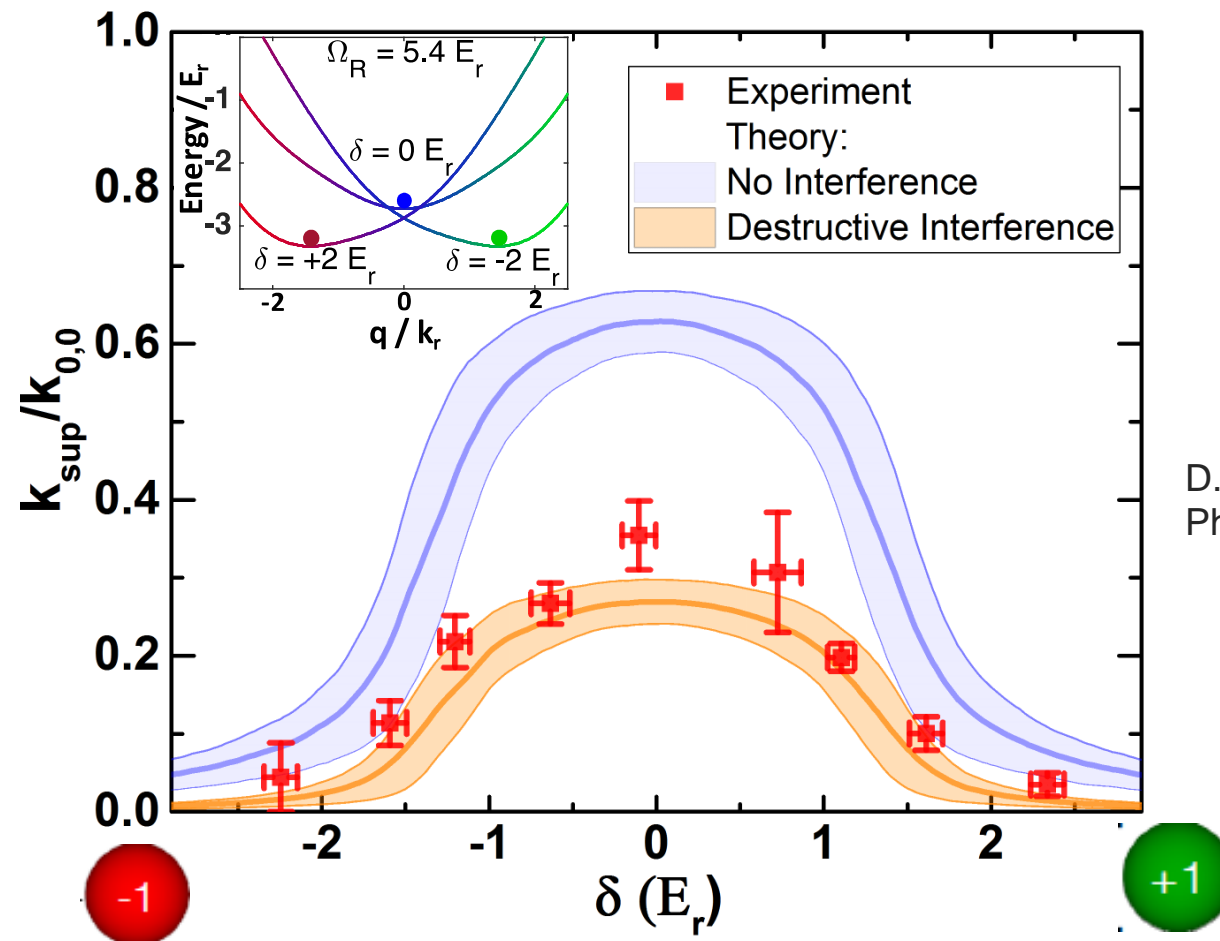 1.0
0.8
0.6
0.4
0.2
0.0
k_sup/k_0,0
Ω_R = 5.4 E_r
Energy / E_r
-1
-2
-3
δ = 0 E_r
δ = +2 E_r
δ = -2 E_r
-2
0
2
q / k_r
Experiment
Theory:
No Interference
Destructive Interference
D.
Ph
-2
-1
0
1
2
δ (E_r)
-1
+1